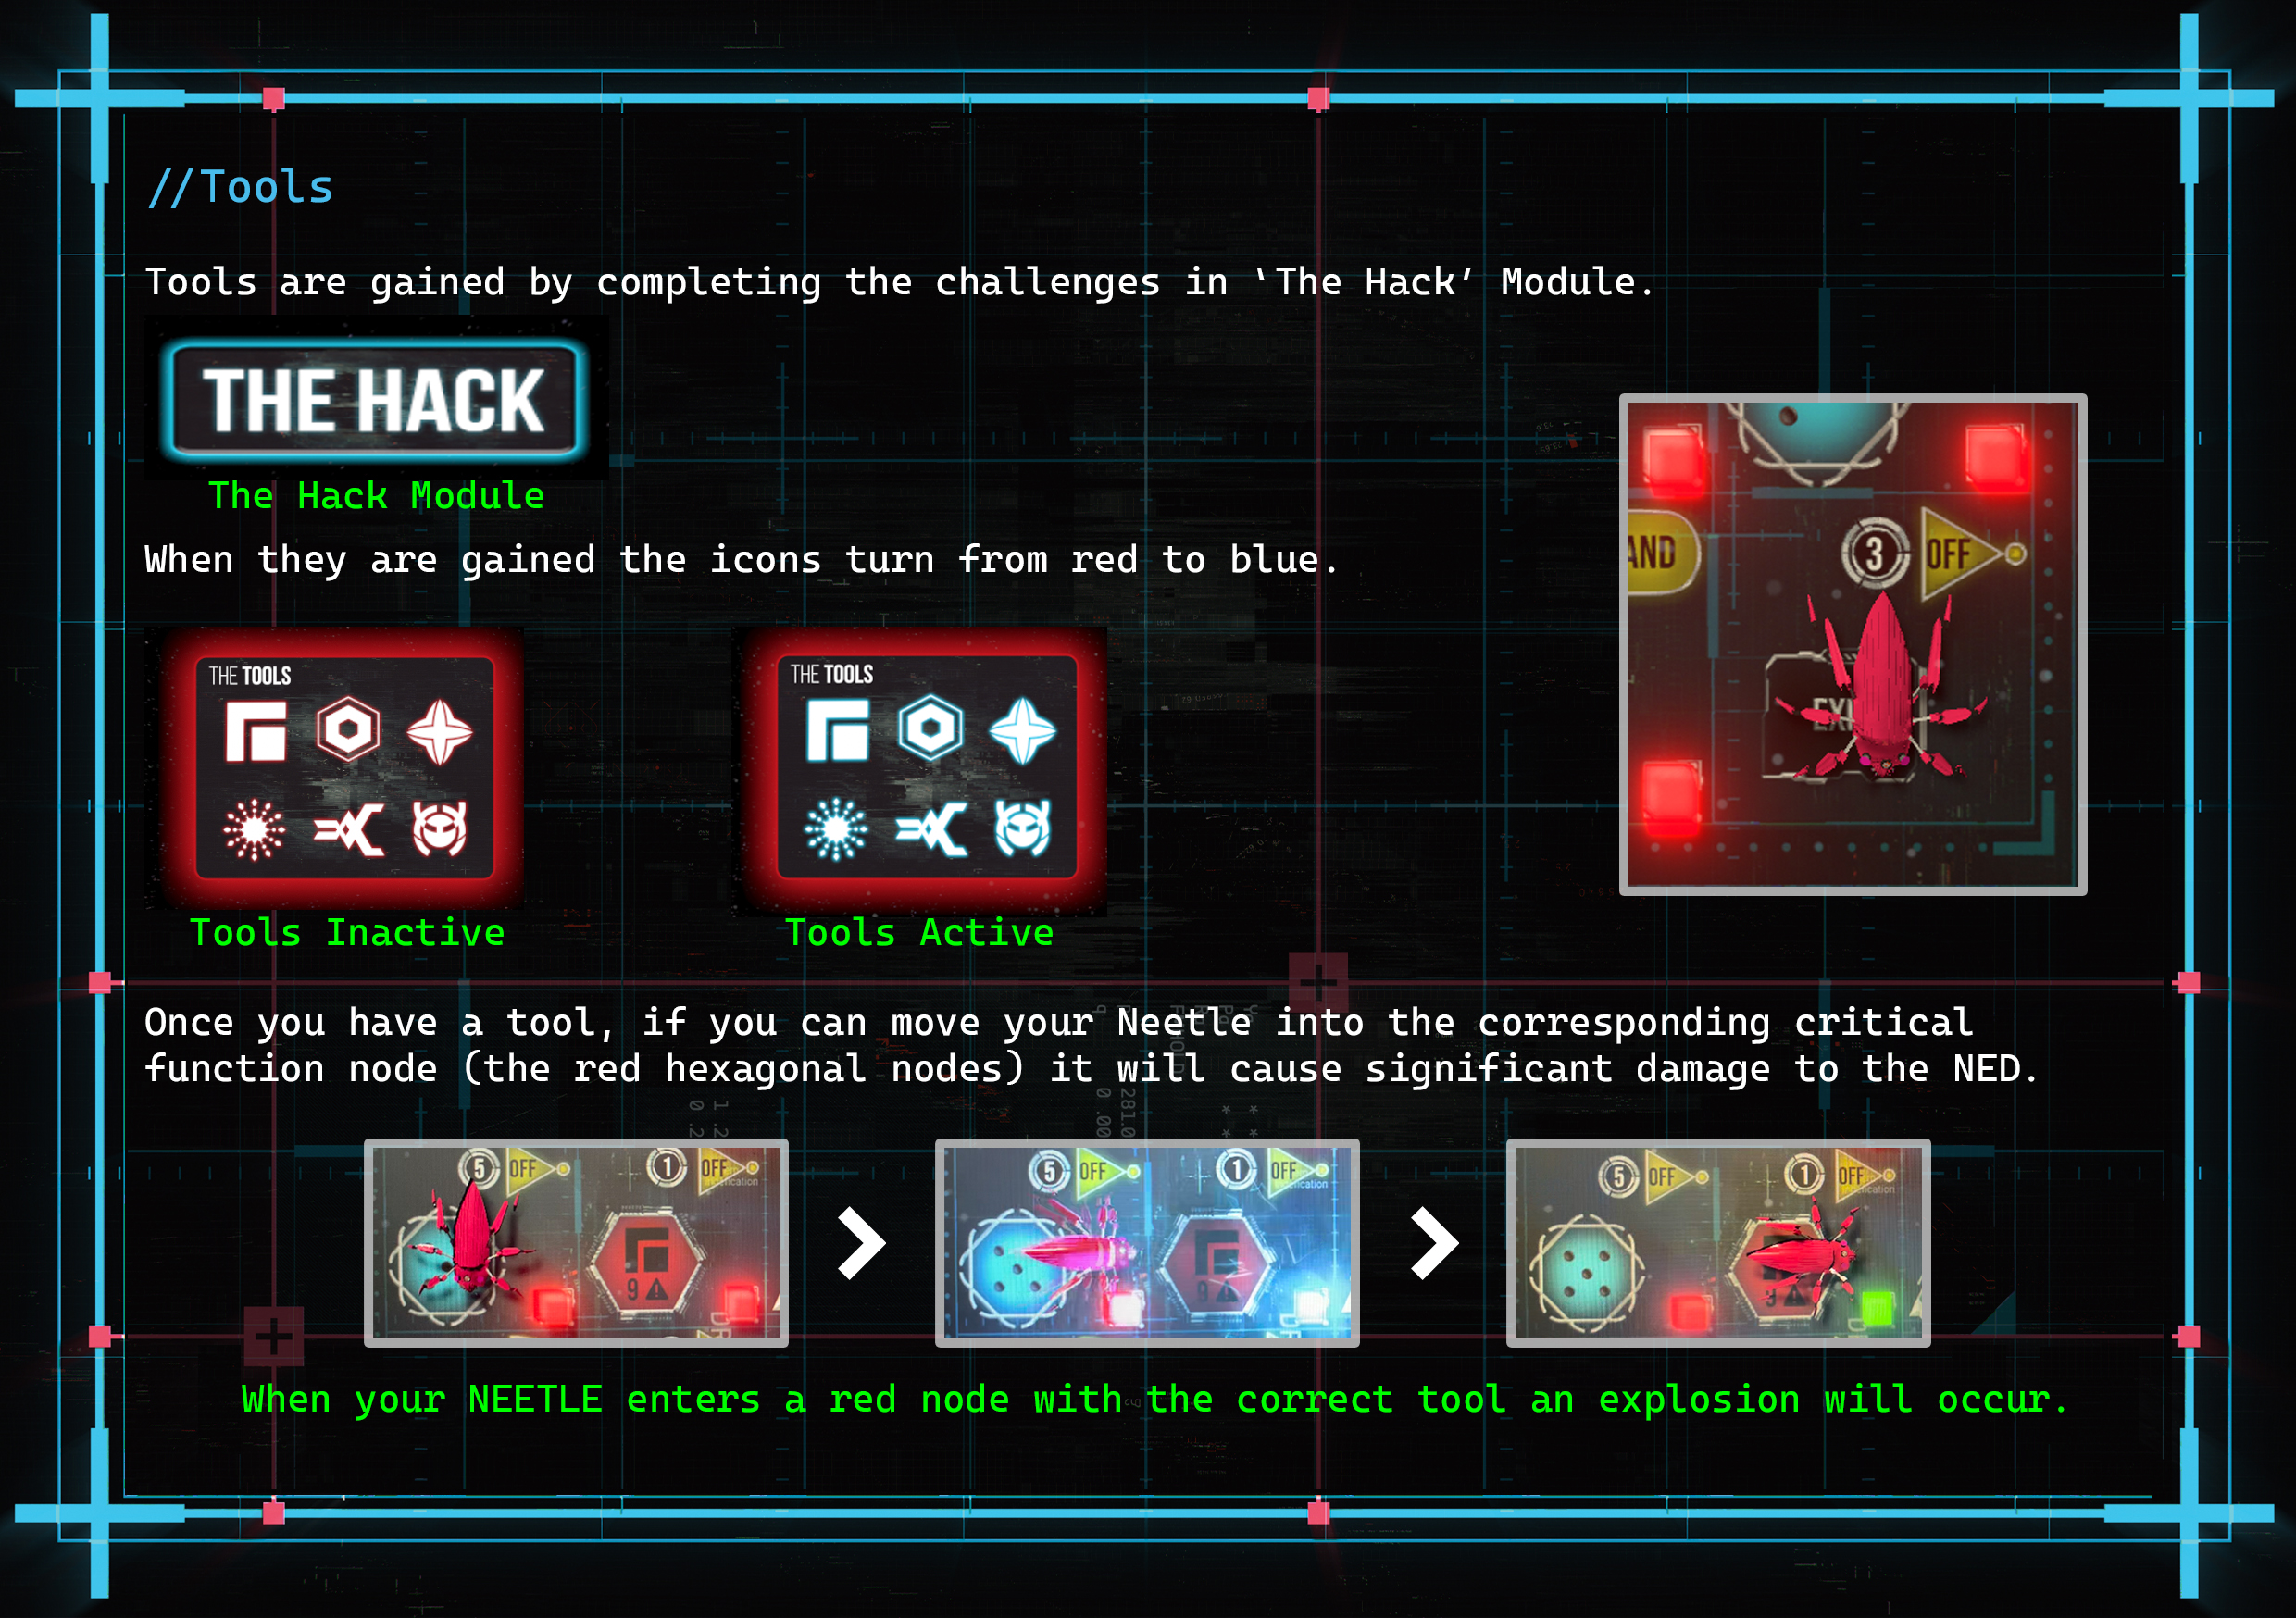 //Tools
Tools are gained by completing the challenges in ‘The Hack’ Module.
THE HACK
The Hack Module
When they are gained the icons turn from red to blue.
AND
3
OFF
THE TOOLS
THE TOOLS
Tools Inactive
Tools Active
Once you have a tool, if you can move your Neetle into the corresponding critical
function node (the red hexagonal nodes) it will cause significant damage to the NED.
5 OFF 1 OFF
9
5 OFF 1 OFF
9
5 OFF 1 OFF
9
When your NEETLE enters a red node with the correct tool an explosion will occur.